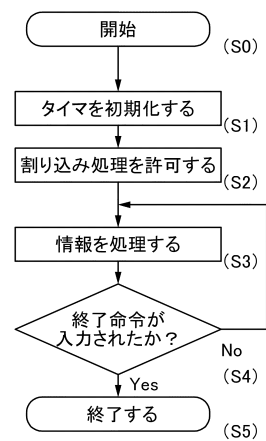 開始
(S0)
タイマを初期化する
(S1)
割り込み処理を許可する
(S2)
情報を処理する
(S3)
終了命令が
入力されたか?
No
(S4)
Yes
終了する
(S5)